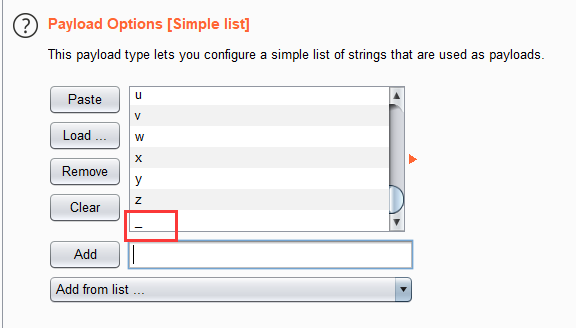 ?
Payload Options [Simple list]
This payload type lets you configure a simple list of strings that are used as payloads.
Paste
Load ...
Remove
Clear
u
v
w
x
y
z
_
Add
Add from list ...